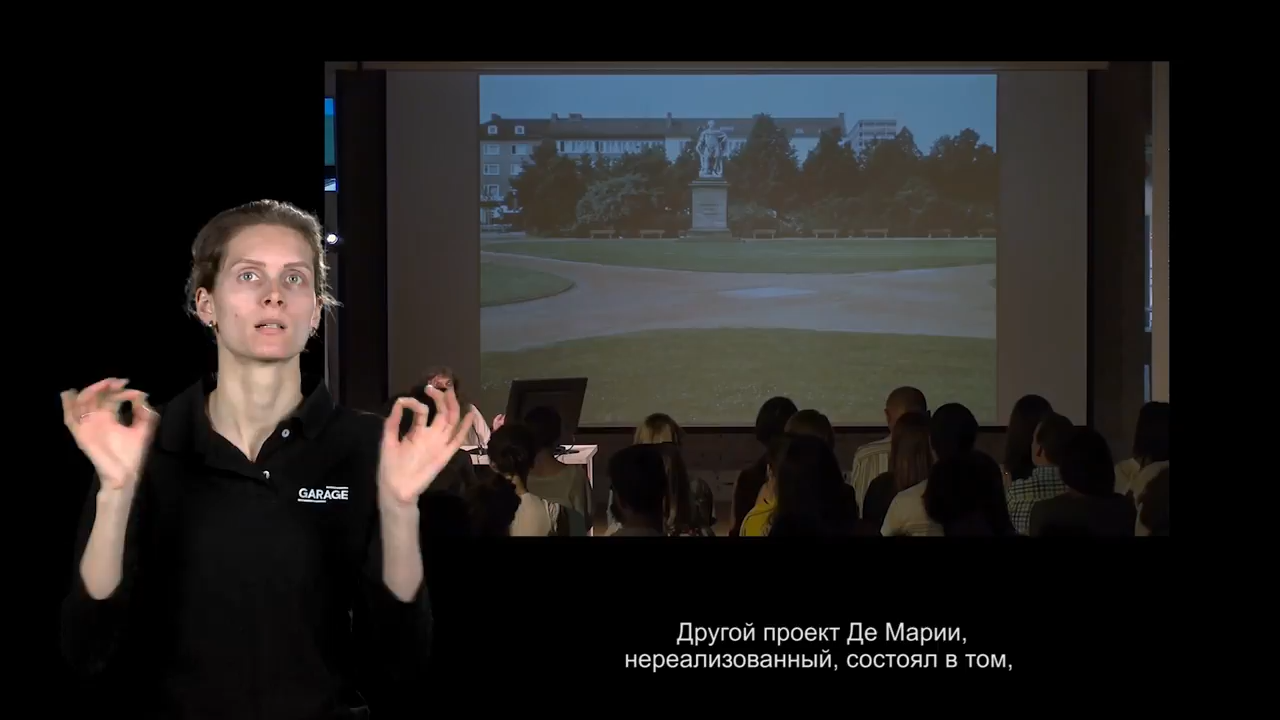 GARAGE
Другой проект Де Марии,
нереализованный, состоял в том,